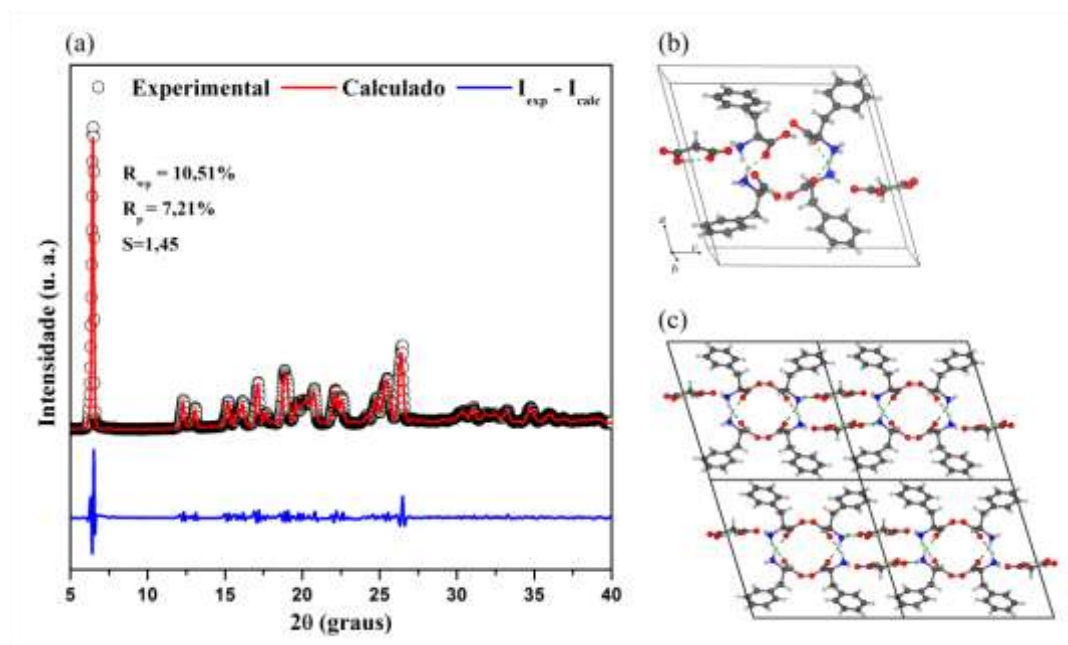 (a)
Experimental Calculado I_exp - I_calc
R_wp = 10,51%
R_p = 7,21%
S=1,45
Intensidade (u. a.)
5 10 15 20 25 30 35 40
2θ (graus)
(b)
a
c
b
(c)